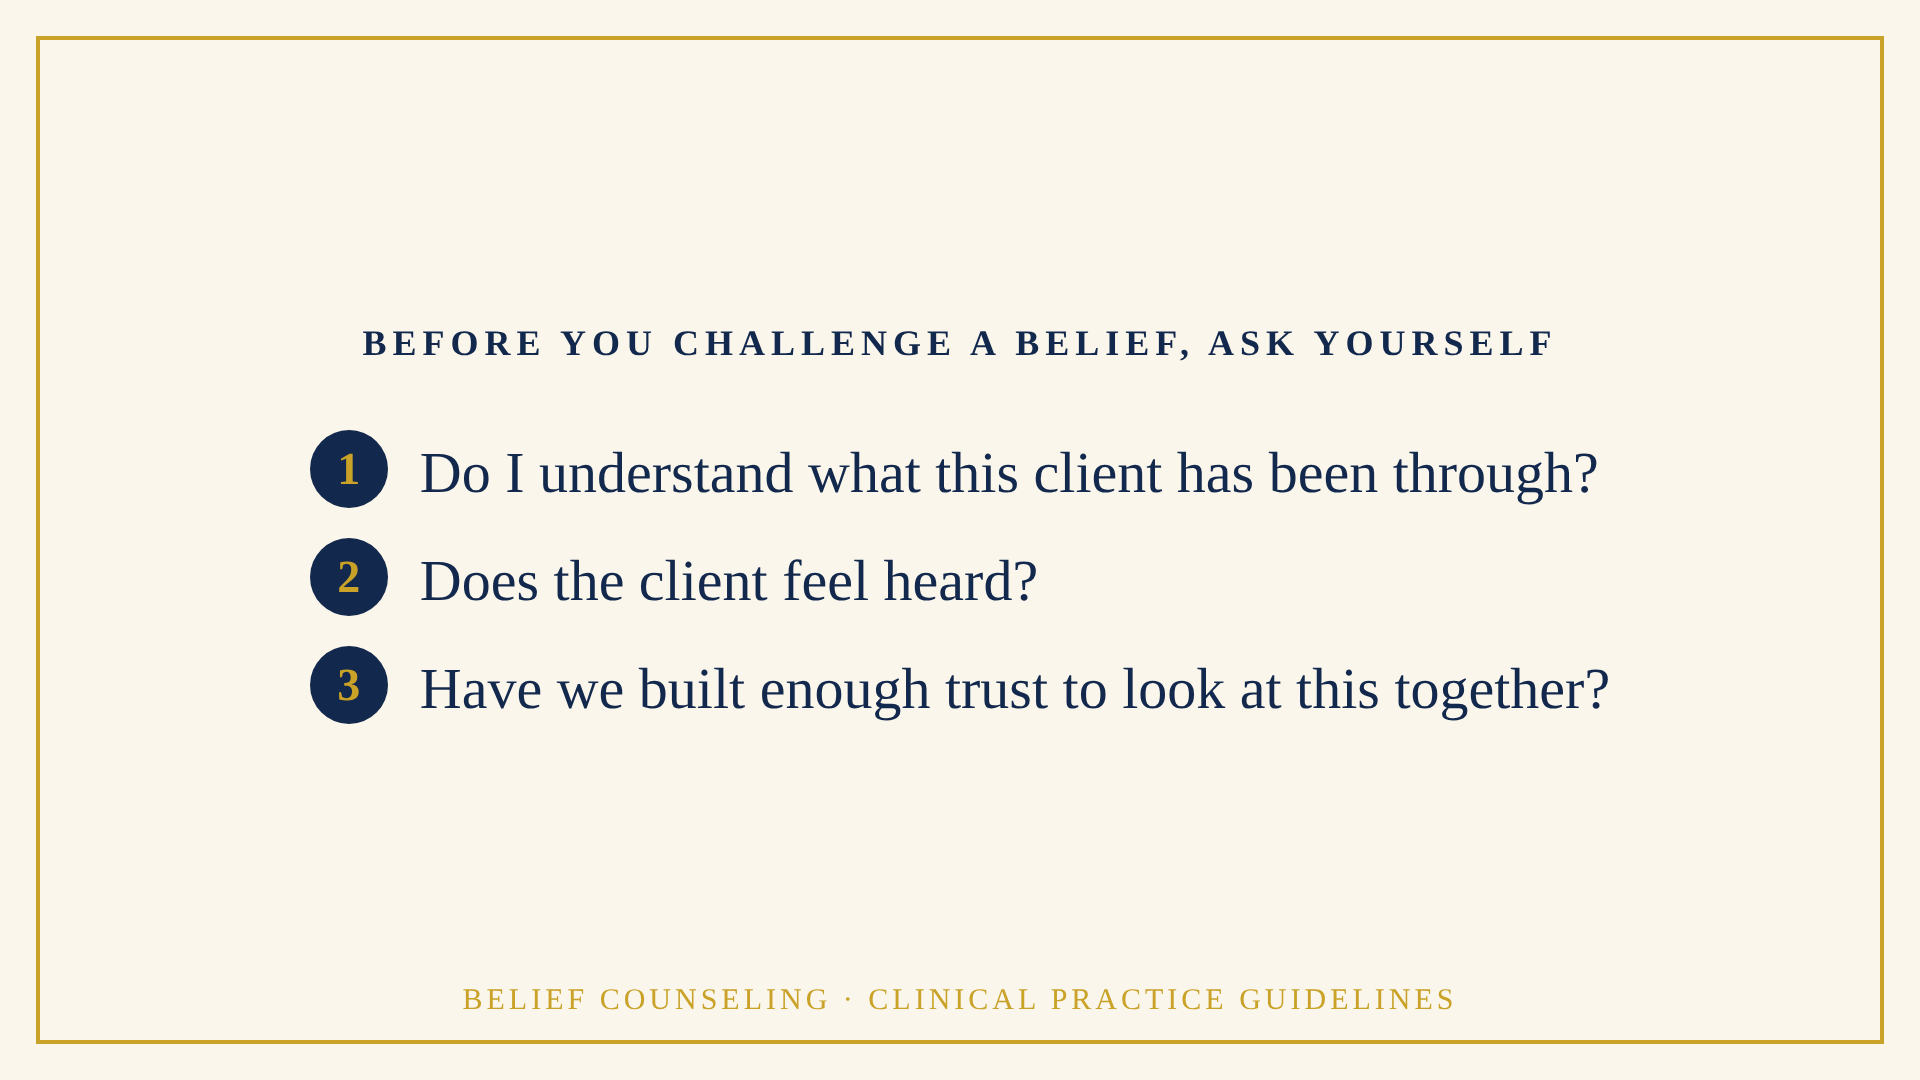 BEFORE YOU CHALLENGE A BELIEF, ASK YOURSELF
1 Do I understand what this client has been through?
2 Does the client feel heard?
3 Have we built enough trust to look at this together?
BELIEF COUNSELING · CLINICAL PRACTICE GUIDELINES